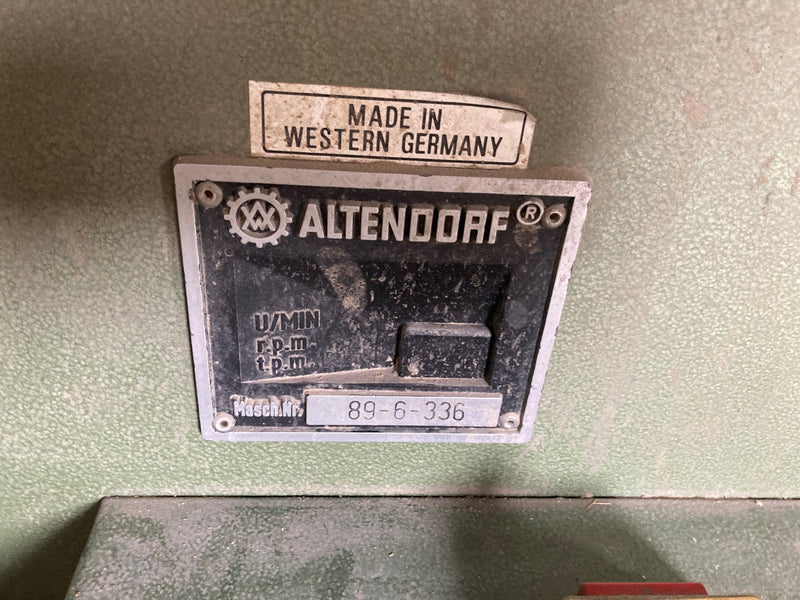 MADE IN
WESTERN GERMANY
ALTENDORF®
U/MIN
r.p.m.
t.p.m.
Masch.Nr. 89-6-336